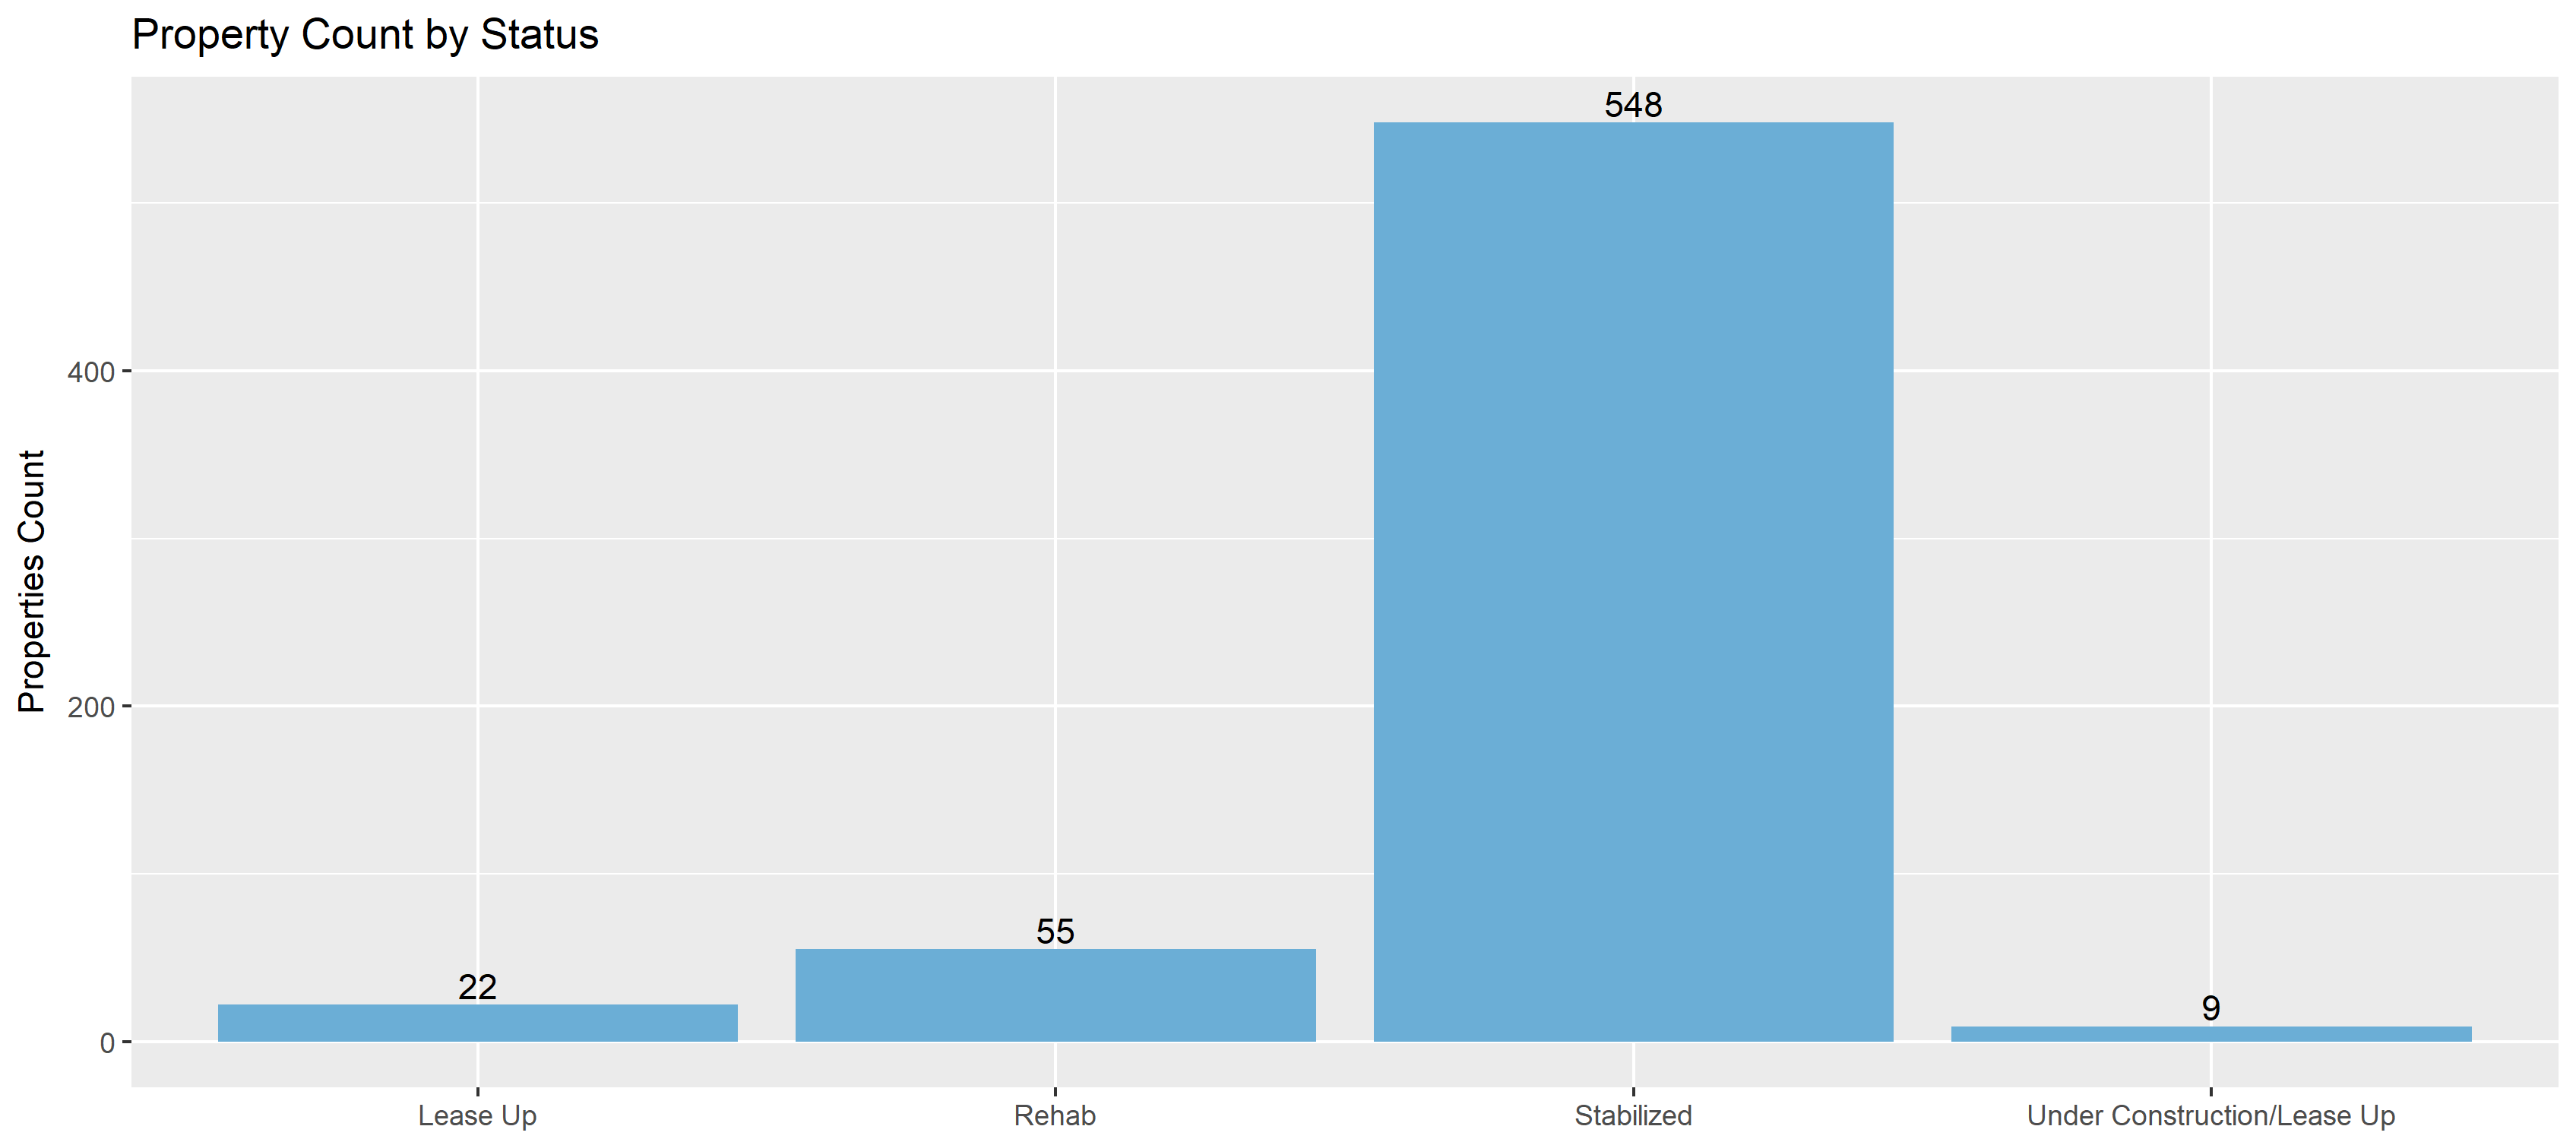 Property Count by Status
Properties Count
400
200
0
22
55
548
9
Lease Up
Rehab
Stabilized
Under Construction/Lease Up